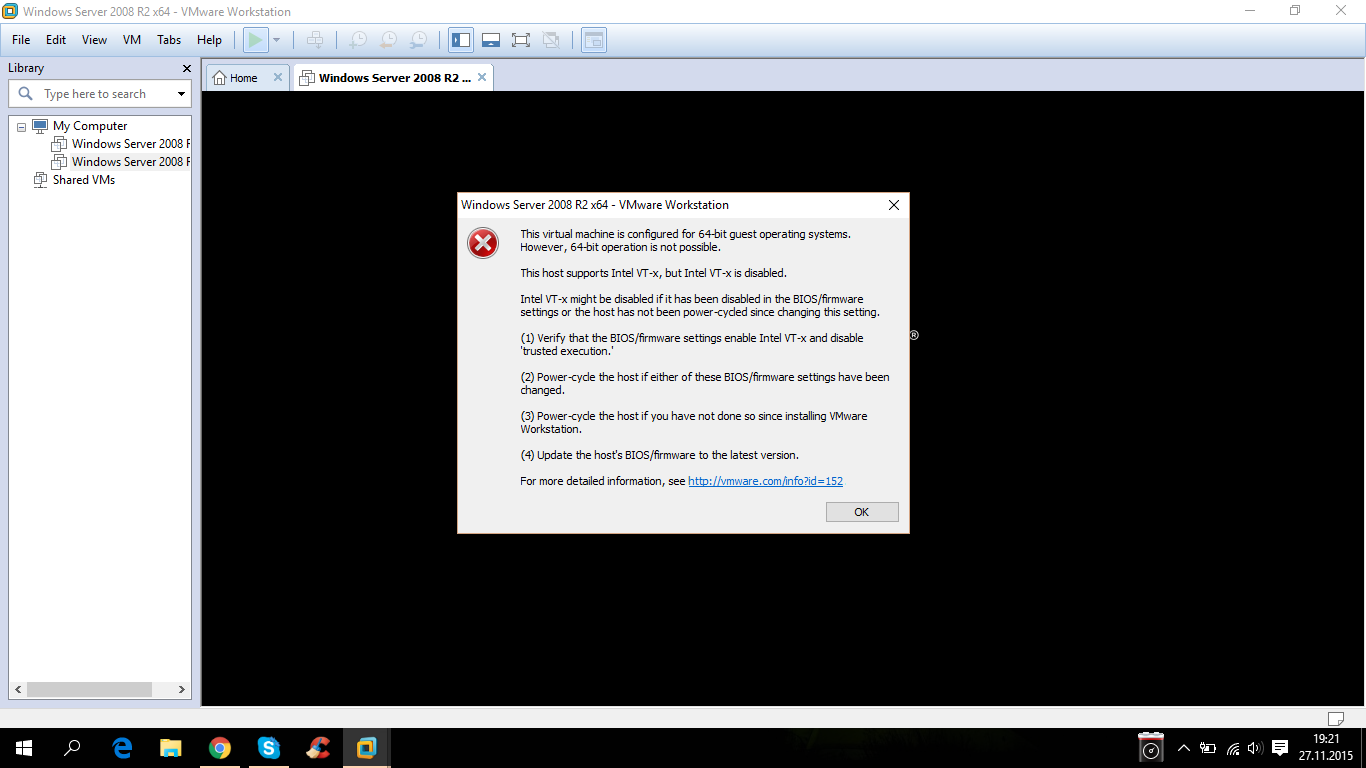 Windows Server 2008 R2 x64 - VMware Workstation
File Edit View VM Tabs Help
Library
Type here to search
My Computer
Windows Server 2008 R
Windows Server 2008 R
Shared VMs
Home
Windows Server 2008 R2 ...
Windows Server 2008 R2 x64 - VMware Workstation
This virtual machine is configured for 64-bit guest operating systems.
However, 64-bit operation is not possible.
This host supports Intel VT-x, but Intel VT-x is disabled.
Intel VT-x might be disabled if it has been disabled in the BIOS/firmware
settings or the host has not been power-cycled since changing this setting.
(1) Verify that the BIOS/firmware settings enable Intel VT-x and disable
'trusted execution.'
(2) Power-cycle the host if either of these BIOS/firmware settings have been
changed.
(3) Power-cycle the host if you have not done so since installing VMware
Workstation.
(4) Update the host's BIOS/firmware to the latest version.
For more detailed information, see http://vmware.com/info?id=152
OK
®
19:21
27.11.2015